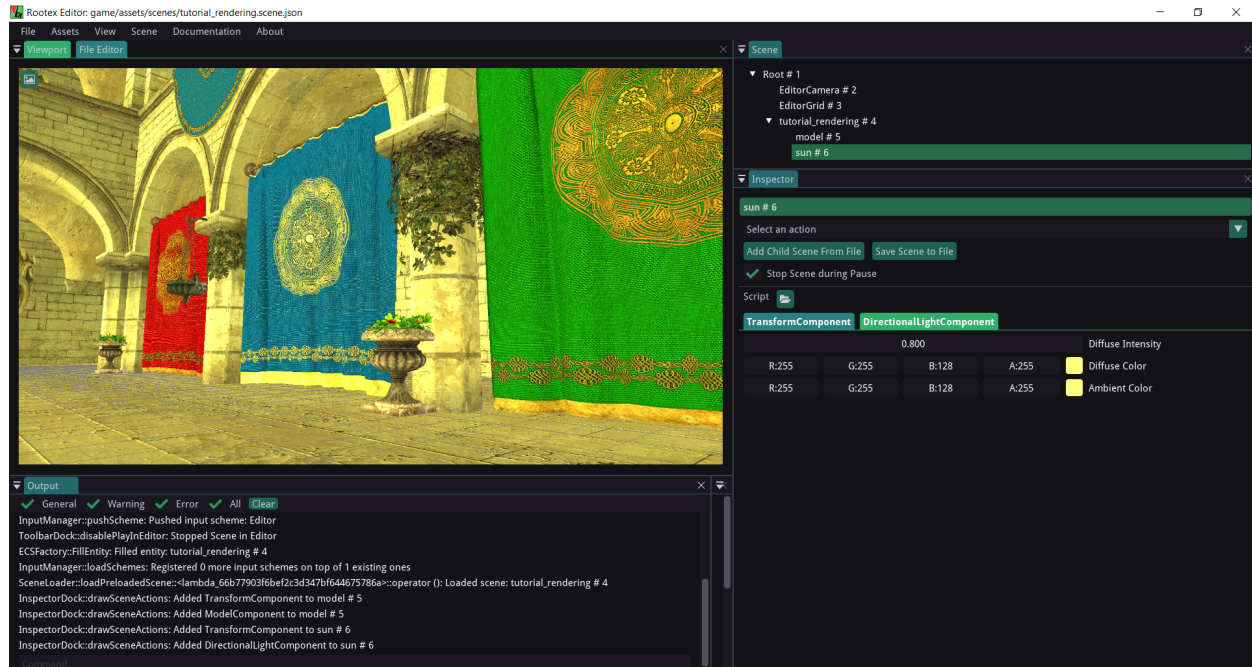 Rootex Editor: game/assets/scenes/tutorial_rendering.scene.json
File Assets View Scene Documentation About
Viewport File Editor
Scene
Root # 1
EditorCamera # 2
EditorGrid # 3
tutorial_rendering # 4
model # 5
sun # 6
Inspector
sun # 6
Select an action
Add Child Scene From File Save Scene to File
Stop Scene during Pause
Script
TransformComponent DirectionalLightComponent
0.800 Diffuse Intensity
R:255 G:255 B:128 A:255 Diffuse Color
R:255 G:255 B:128 A:255 Ambient Color
Output
General Warning Error All Clear
InputManager::pushScheme: Pushed input scheme: Editor
ToolbarDock::disablePlayInEditor: Stopped Scene in Editor
ECSFactory::FillEntity: Filled entity: tutorial_rendering # 4
InputManager::loadSchemes: Registered 0 more input schemes on top of 1 existing ones
SceneLoader::loadPreloadedScene::<lambda_66b77903f6bef2c3d347bf644675786a>::operator (): Loaded scene: tutorial_rendering # 4
InspectorDock::drawSceneActions: Added TransformComponent to model # 5
InspectorDock::drawSceneActions: Added ModelComponent to model # 5
InspectorDock::drawSceneActions: Added TransformComponent to sun # 6
InspectorDock::drawSceneActions: Added DirectionalLightComponent to sun # 6
Command